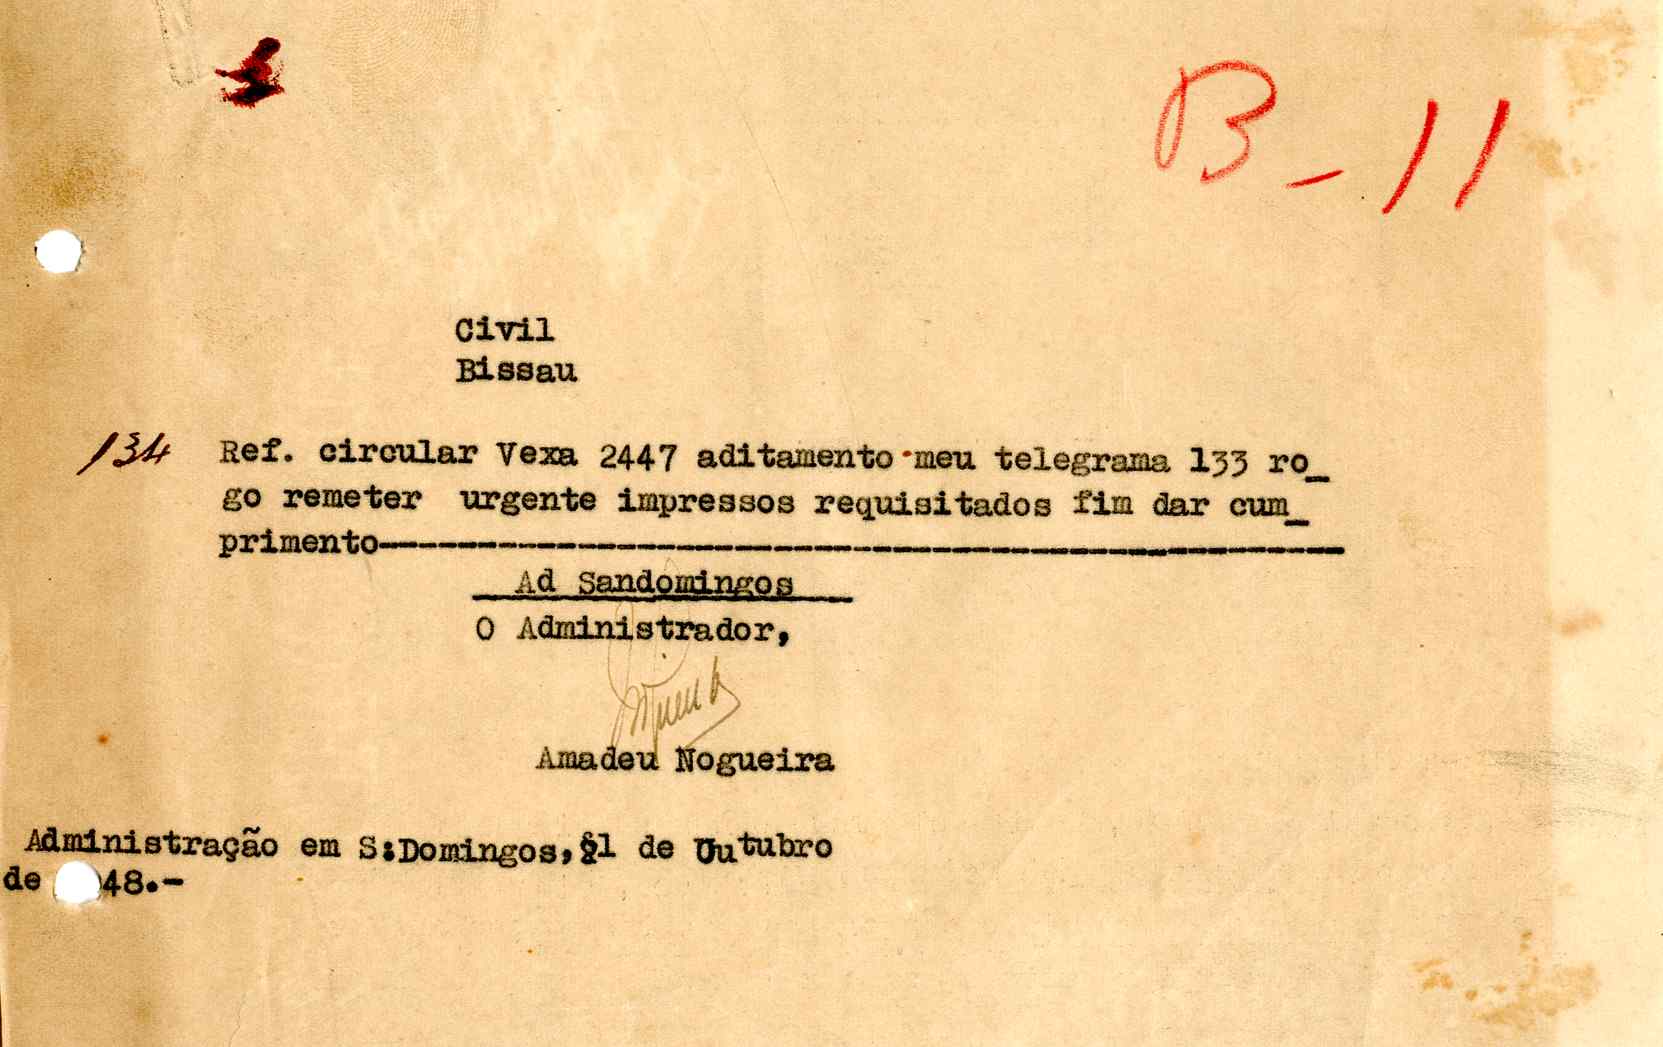 B-11
Civil
Bissau
134 Ref. circular Vexa 2447 aditamento meu telegrama 133 ro_
go remeter urgente impressos requisitados fim dar cum_
primento-------------------------------------------------
Ad Sandomingos
O Administrador,
Amadeu Nogueira
Administração em S:Domingos, 21 de Outubro
de 48.-